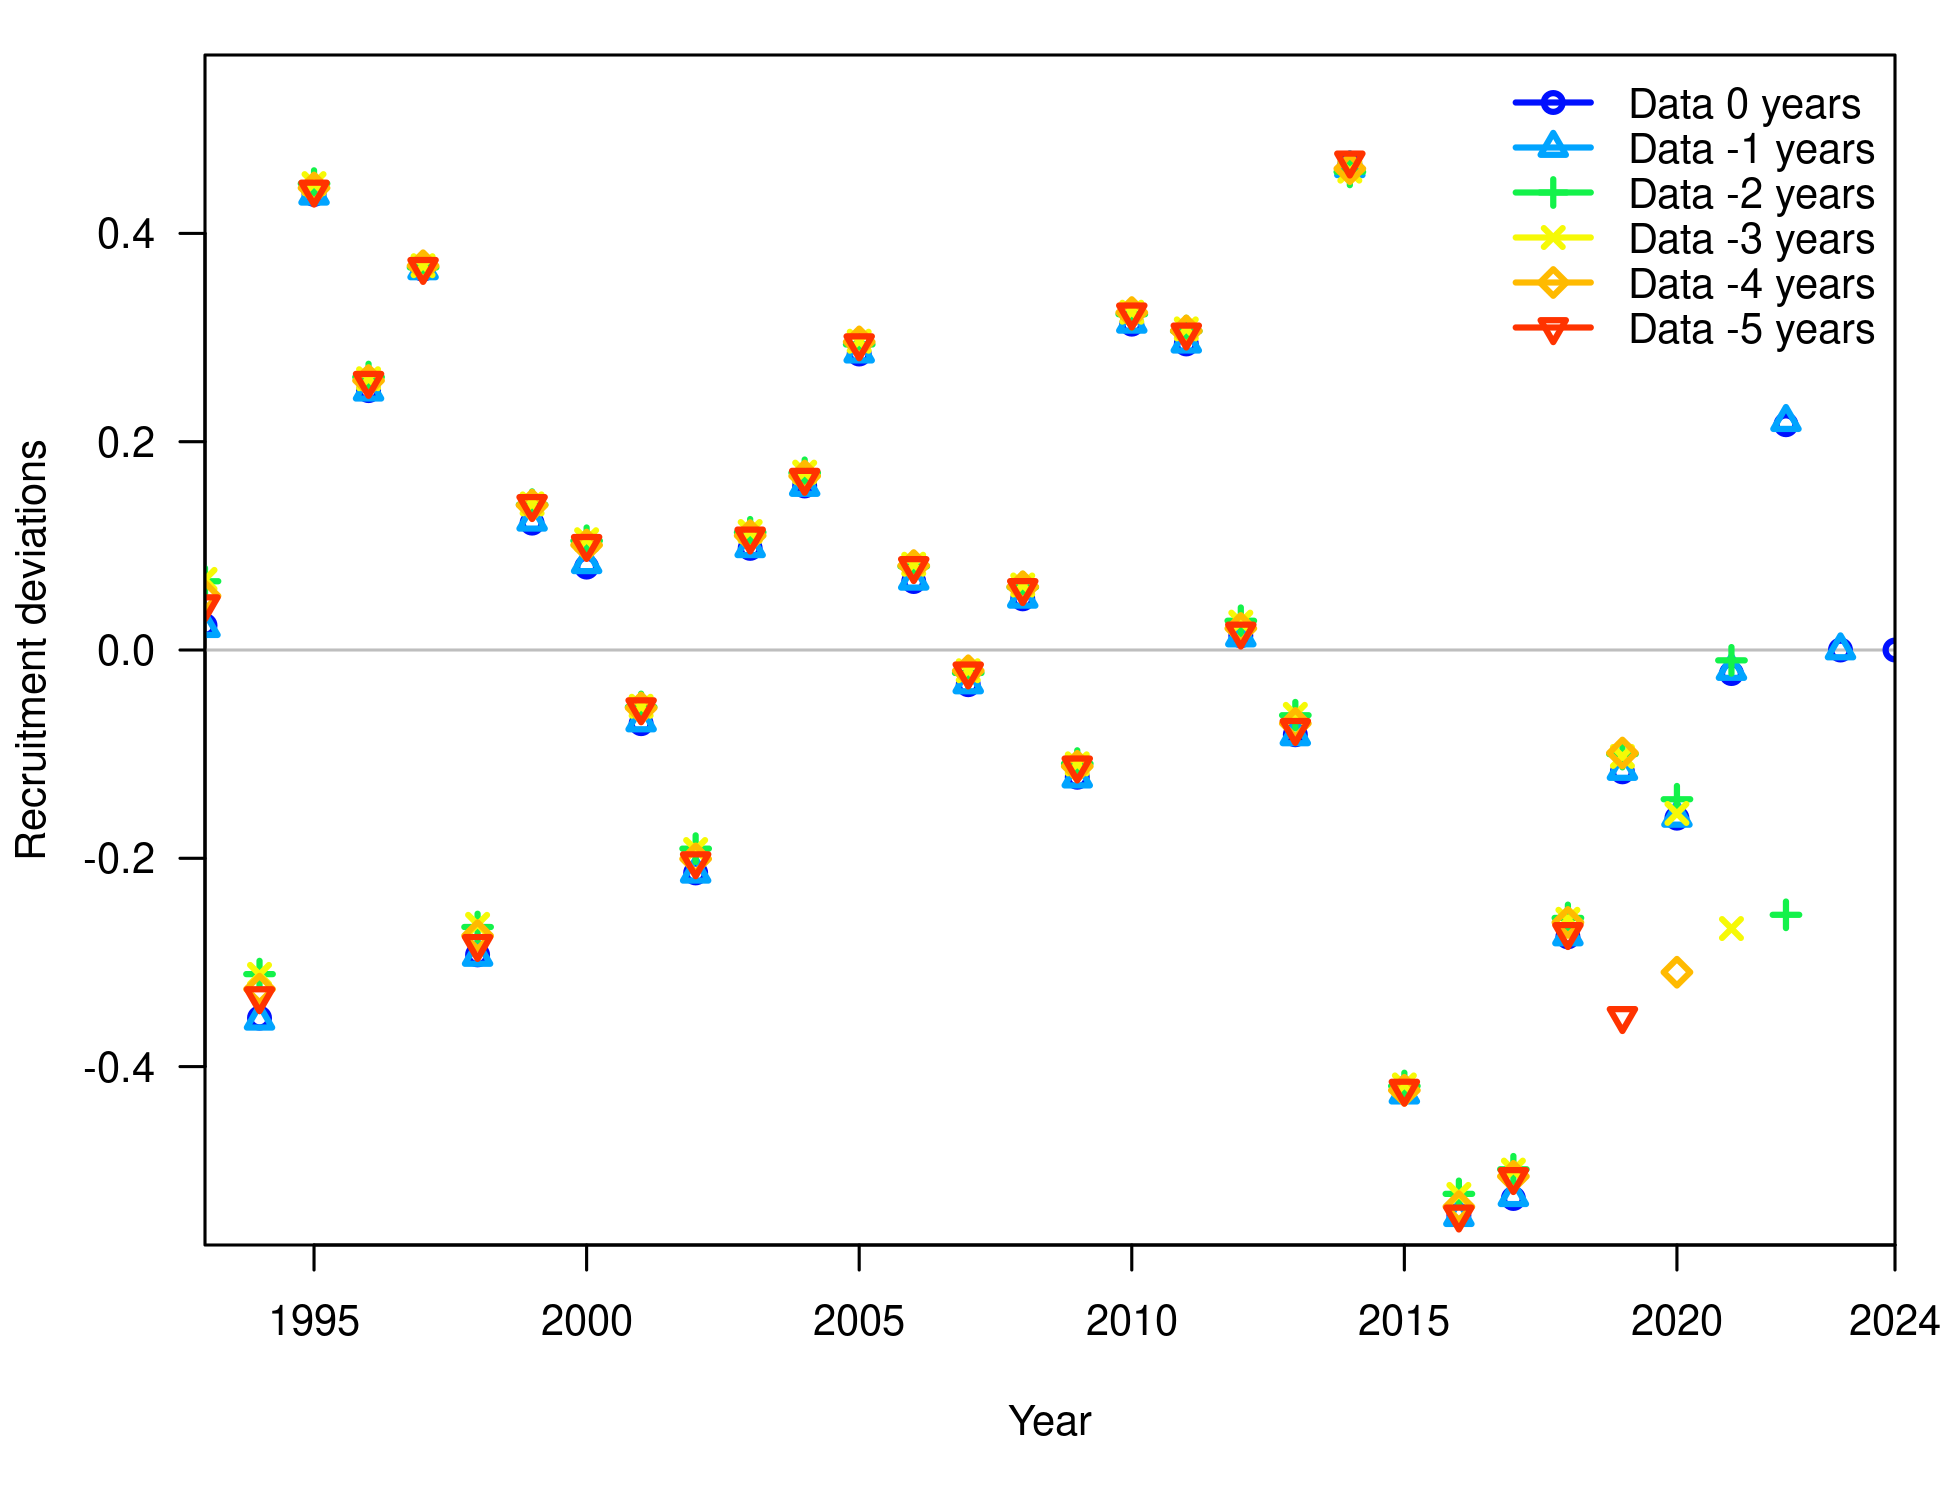 Data 0 years
Data -1 years
Data -2 years
Data -3 years
Data -4 years
Data -5 years
Recruitment deviations
0.4
0.2
0.0
-0.2
-0.4
1995 2000 2005 2010 2015 2020 2024
Year